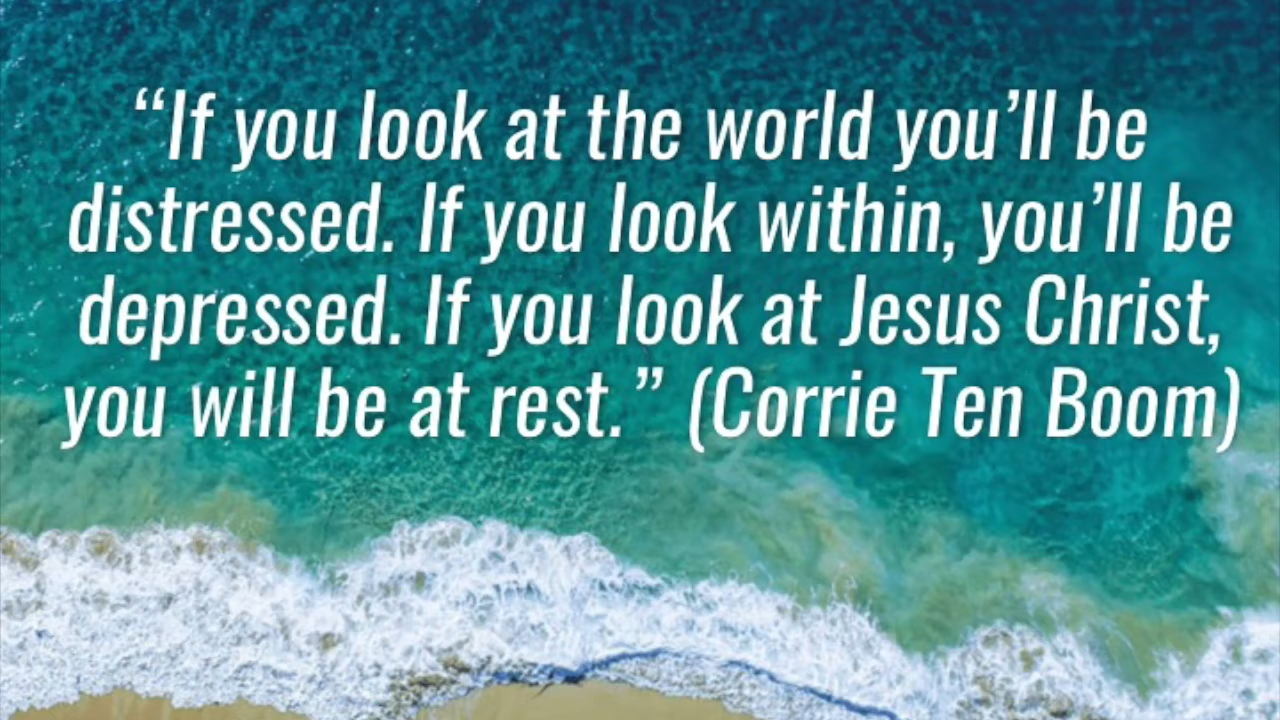 “If you look at the world you’ll be
distressed. If you look within, you’ll be
depressed. If you look at Jesus Christ,
you will be at rest.” (Corrie Ten Boom)